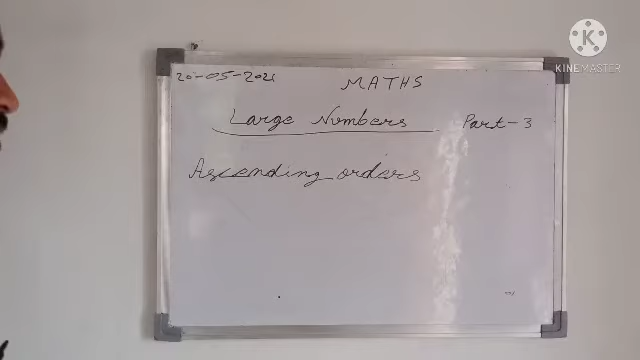 20-05-2021
MATHS
Large Numbers
Part-3
Ascending orders
K
KINEMASTER